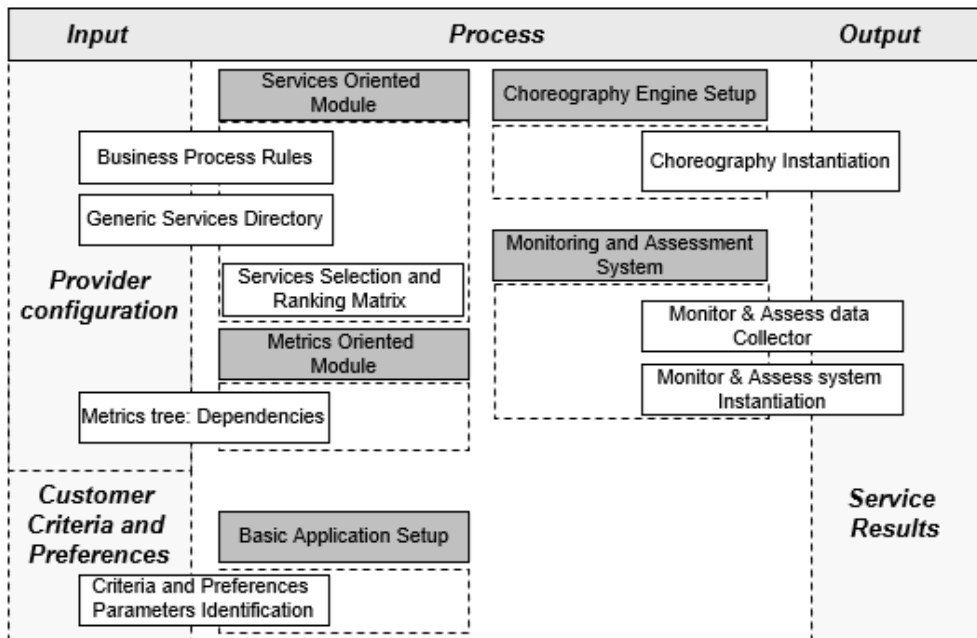 Input
Process
Output
Services Oriented
Module
Choreography Engine Setup
Business Process Rules
Choreography Instantiation
Generic Services Directory
Provider
configuration
Monitoring and Assessment
System
Services Selection and
Ranking Matrix
Monitor & Assess data
Collector
Metrics Oriented
Module
Monitor & Assess system
Instantiation
Metrics tree: Dependencies
Customer
Criteria and
Preferences
Service
Results
Basic Application Setup
Criteria and Preferences
Parameters Identification